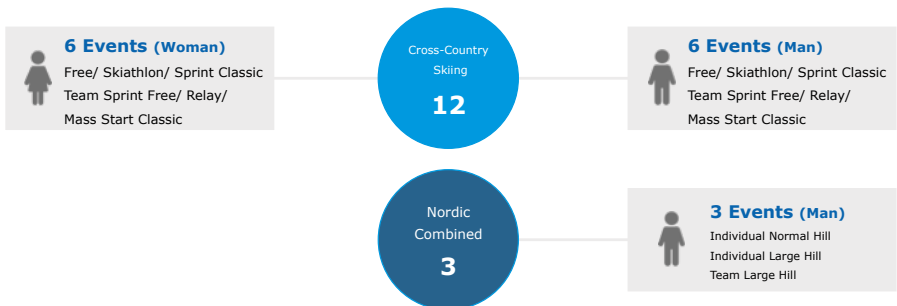 6 Events (Woman)
Free/ Skiathlon/ Sprint Classic
Team Sprint Free/ Relay/
Mass Start Classic
Cross-Country
Skiing
12
6 Events (Man)
Free/ Skiathlon/ Sprint Classic
Team Sprint Free/ Relay/
Mass Start Classic
Nordic
Combined
3
3 Events (Man)
Individual Normal Hill
Individual Large Hill
Team Large Hill